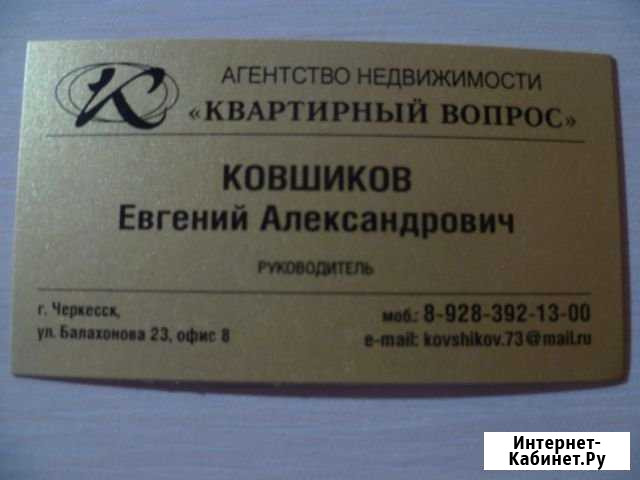 АГЕНТСТВО НЕДВИЖИМОСТИ
«КВАРТИРНЫЙ ВОПРОС»
КОВШИКОВ
Евгений Александрович
РУКОВОДИТЕЛЬ
г. Черкесск,
ул. Балахонова 23, офис 8
моб.: 8-928-392-13-00
e-mail: kovshikov.73@mail.ru
Интернет-
Кабинет.Ру